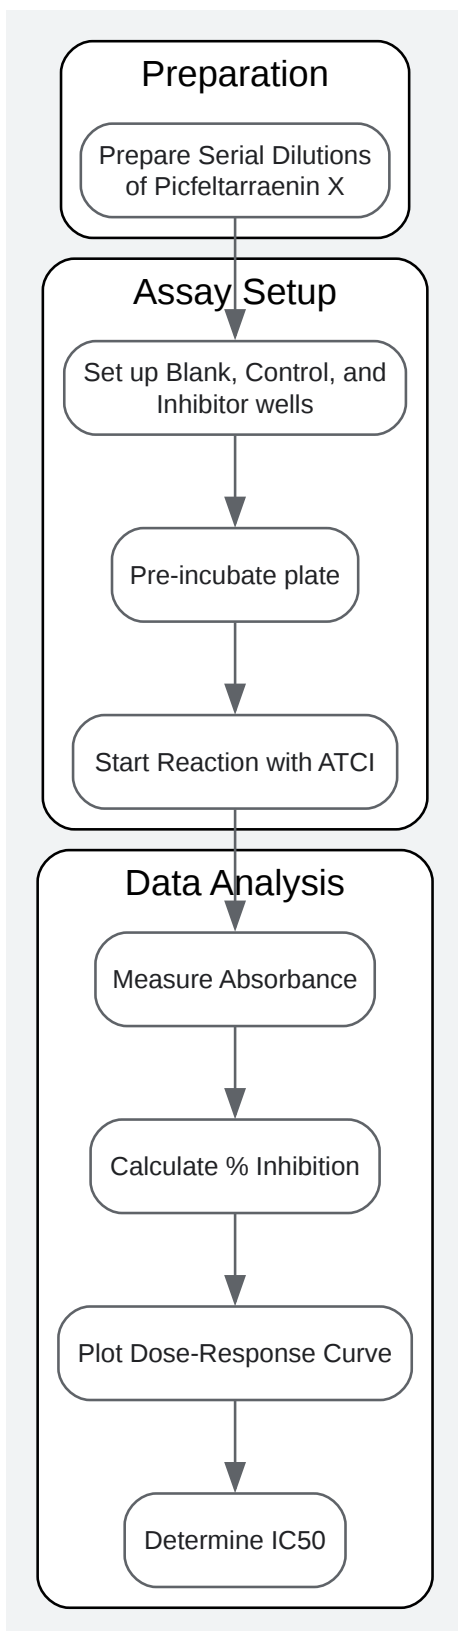 Preparation
Prepare Serial Dilutions
of Picfeltarraenin X
Assay Setup
Set up Blank, Control, and
Inhibitor wells
Pre-incubate plate
Start Reaction with ATCI
Data Analysis
Measure Absorbance
Calculate % Inhibition
Plot Dose-Response Curve
Determine IC50